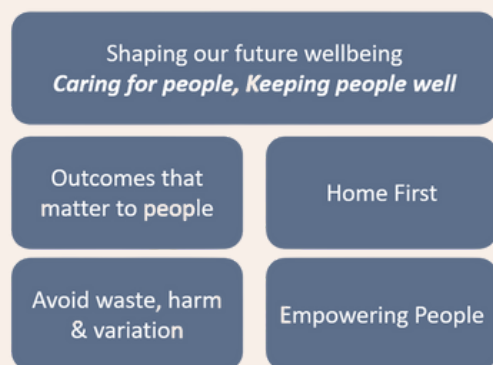 Shaping our future wellbeing
Caring for people, Keeping people well
Outcomes that
matter to people
Home First
Avoid waste, harm
& variation
Empowering People